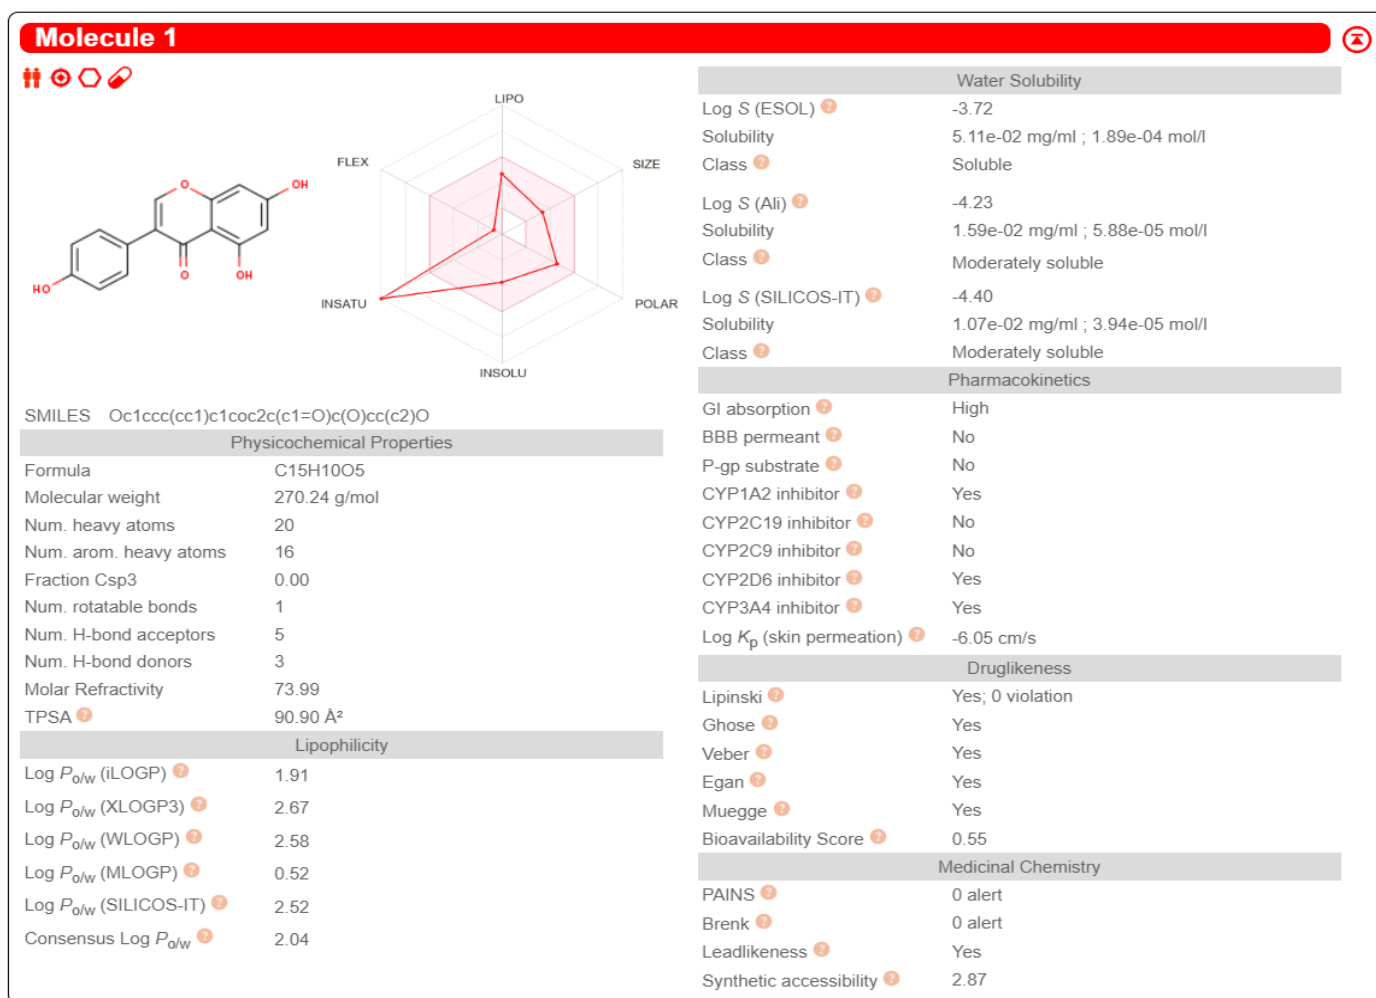 Molecule 1
LIPO
FLEX
SIZE
O
OH
HO
O
OH
INSATU
POLAR
INSOLU
SMILES Oc1ccc(cc1)c1coc2c(c1=O)c(O)cc(c2)O
Physicochemical Properties
Formula C15H10O5
Molecular weight 270.24 g/mol
Num. heavy atoms 20
Num. arom. heavy atoms 16
Fraction Csp3 0.00
Num. rotatable bonds 1
Num. H-bond acceptors 5
Num. H-bond donors 3
Molar Refractivity 73.99
TPSA ? 90.90 Å²
Lipophilicity
Log Po/w (iLOGP) ? 1.91
Log Po/w (XLOGP3) ? 2.67
Log Po/w (WLOGP) ? 2.58
Log Po/w (MLOGP) ? 0.52
Log Po/w (SILICOS-IT) ? 2.52
Consensus Log Po/w ? 2.04
Water Solubility
Log S (ESOL) ? -3.72
Solubility 5.11e-02 mg/ml ; 1.89e-04 mol/l
Class ? Soluble
Log S (Ali) ? -4.23
Solubility 1.59e-02 mg/ml ; 5.88e-05 mol/l
Class ? Moderately soluble
Log S (SILICOS-IT) ? -4.40
Solubility 1.07e-02 mg/ml ; 3.94e-05 mol/l
Class ? Moderately soluble
Pharmacokinetics
GI absorption ? High
BBB permeant ? No
P-gp substrate ? No
CYP1A2 inhibitor ? Yes
CYP2C19 inhibitor ? No
CYP2C9 inhibitor ? No
CYP2D6 inhibitor ? Yes
CYP3A4 inhibitor ? Yes
Log Kp (skin permeation) ? -6.05 cm/s
Druglikeness
Lipinski ? Yes; 0 violation
Ghose ? Yes
Veber ? Yes
Egan ? Yes
Muegge ? Yes
Bioavailability Score ? 0.55
Medicinal Chemistry
PAINS ? 0 alert
Brenk ? 0 alert
Leadlikeness ? Yes
Synthetic accessibility ? 2.87